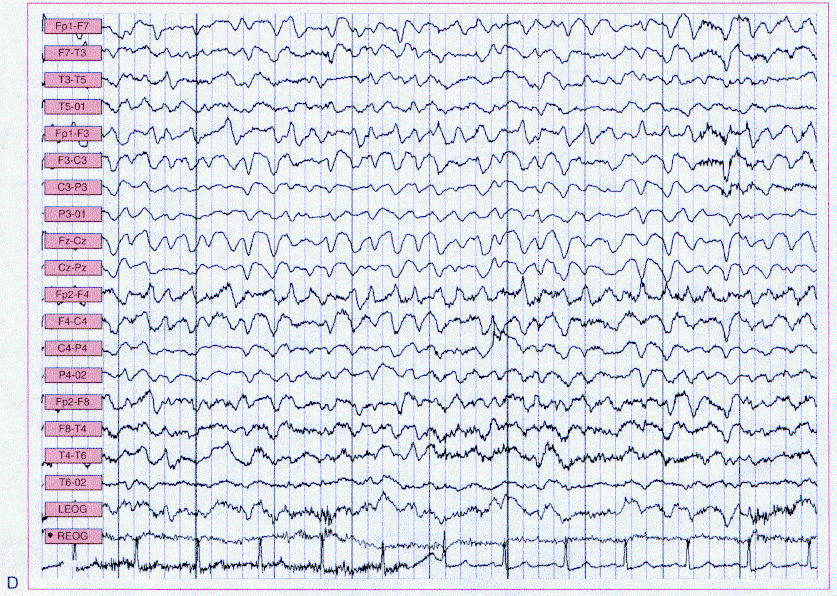 Fp1-F7
F7-T3
T3-T5
T5-01
Fp1-F3
F3-C3
C3-P3
P3-01
Fz-Cz
Cz-Pz
Fp2-F4
F4-C4
C4-P4
P4-02
Fp2-F8
F8-T4
T4-T6
T6-02
LEOG
REOG
D